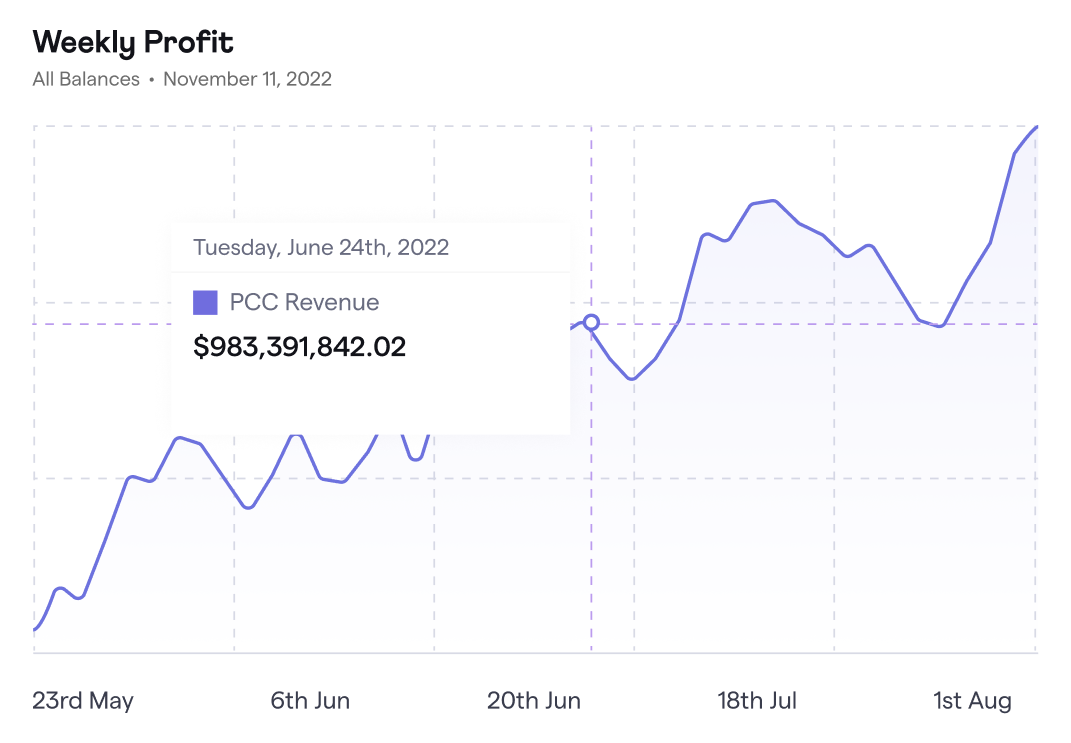 Weekly Profit
All Balances • November 11, 2022
Tuesday, June 24th, 2022
PCC Revenue
$983,391,842.02
23rd May 6th Jun 20th Jun 18th Jul 1st Aug